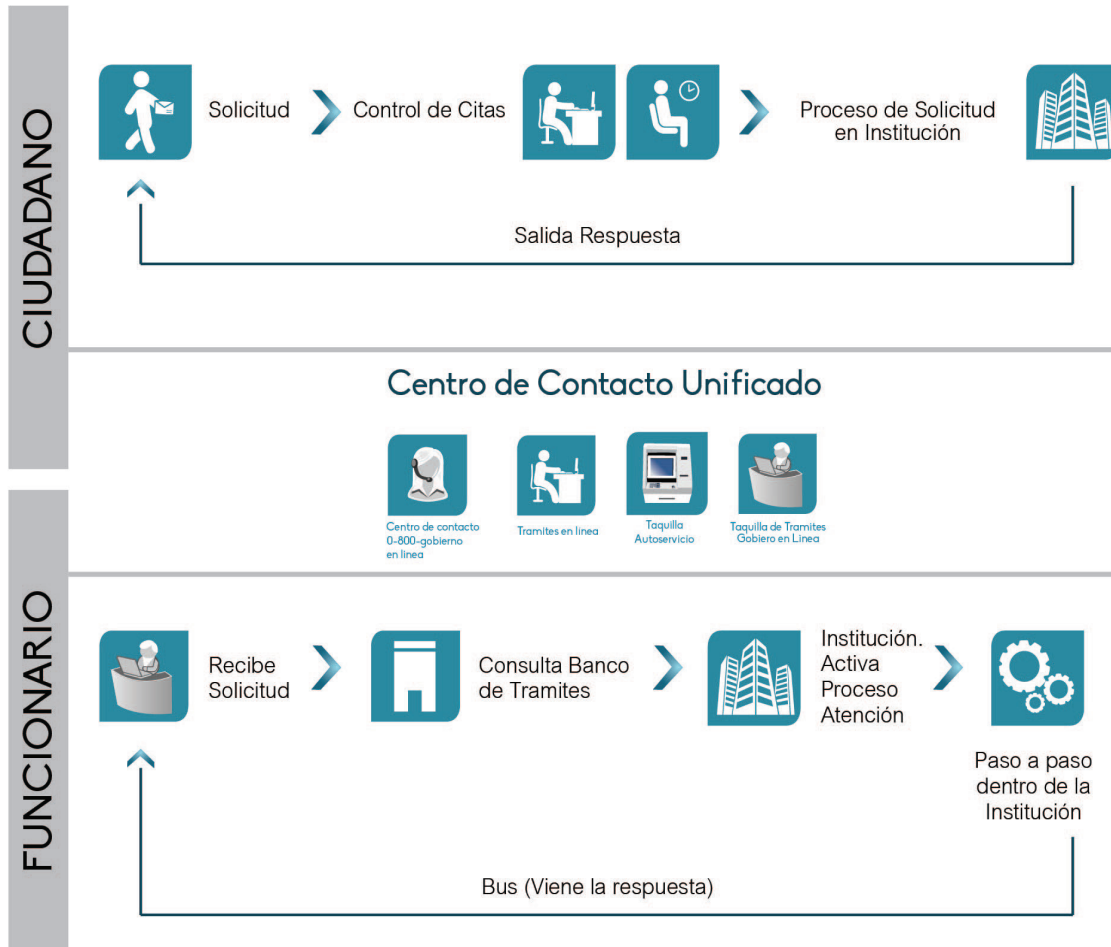 CIUDADANO
Solicitud
Control de Citas
Proceso de Solicitud
en Institución
Salida Respuesta
Centro de Contacto Unificado
Centro de contacto
0-800-gobierno
en linea
Tramites en linea
Taquilla
Autoservicio
Taquilla de Tramites
Gobiero en Linea
FUNCIONARIO
Recibe
Solicitud
Consulta Banco
de Tramites
Institución.
Activa
Proceso
Atención
Paso a paso
dentro de la
Institución
Bus (Viene la respuesta)